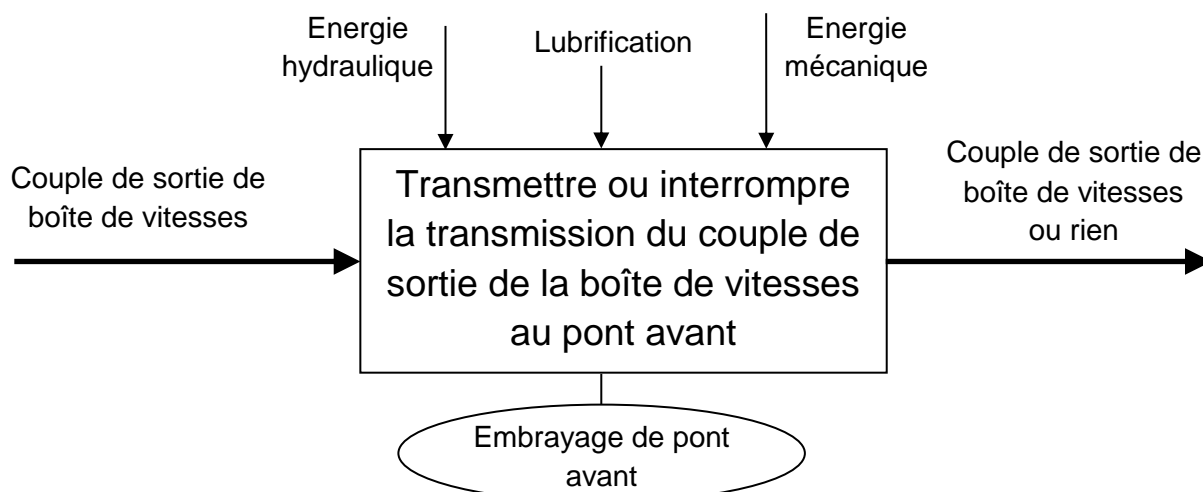 Energie
hydraulique
Lubrification
Energie
mécanique
Couple de sortie de
boîte de vitesses
Transmettre ou interrompre
la transmission du couple de
sortie de la boîte de vitesses
au pont avant
Couple de sortie de
boîte de vitesses
ou rien
Embrayage de pont
avant